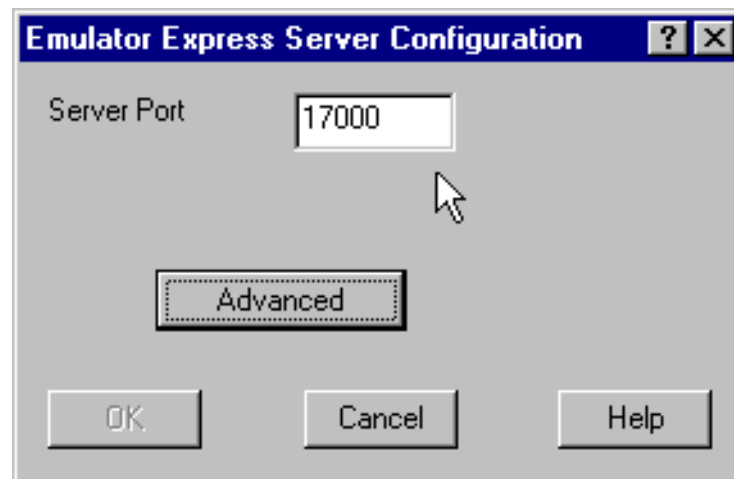 Emulator Express Server Configuration ? X
Server Port 17000
Advanced
OK Cancel Help